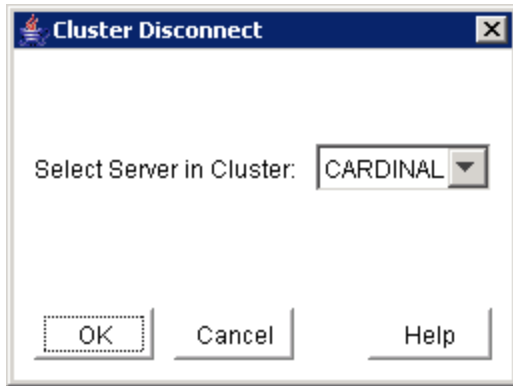 Cluster Disconnect
Select Server in Cluster: CARDINAL
OK Cancel Help